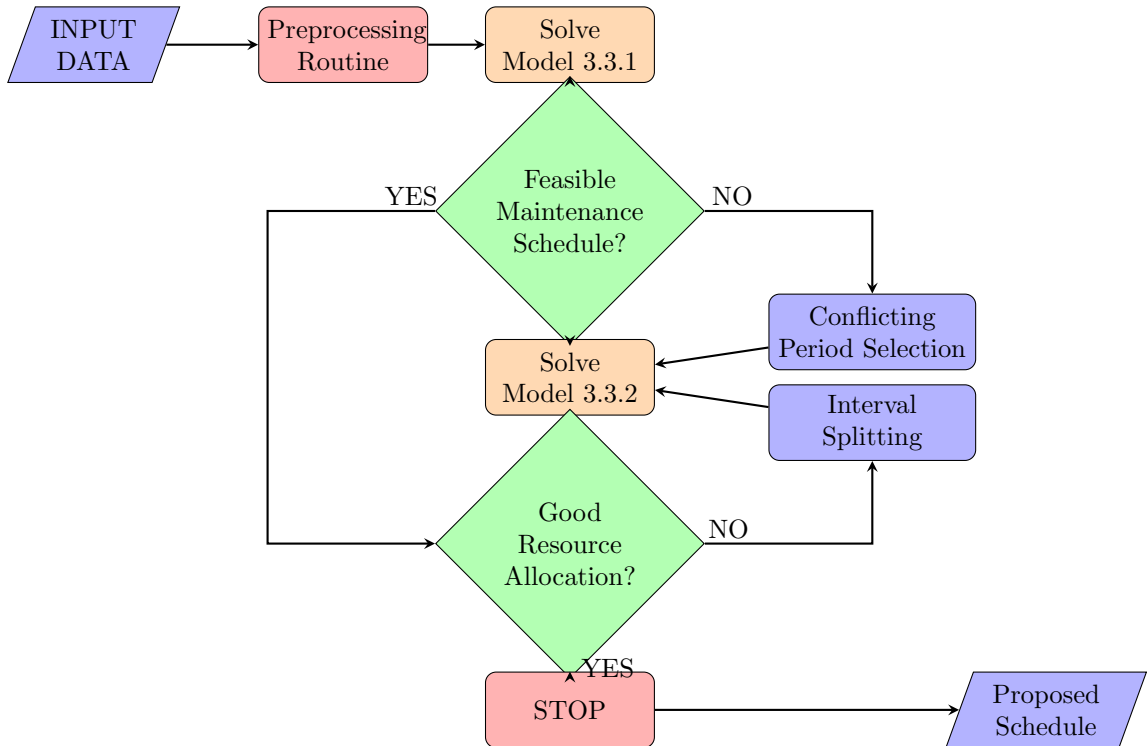 INPUT
DATA
Preprocessing
Routine
Solve
Model 3.3.1
Feasible
Maintenance
Schedule?
YES
NO
Conflicting
Period Selection
Solve
Model 3.3.2
Interval
Splitting
Good
Resource
Allocation?
NO
YES
STOP
Proposed
Schedule